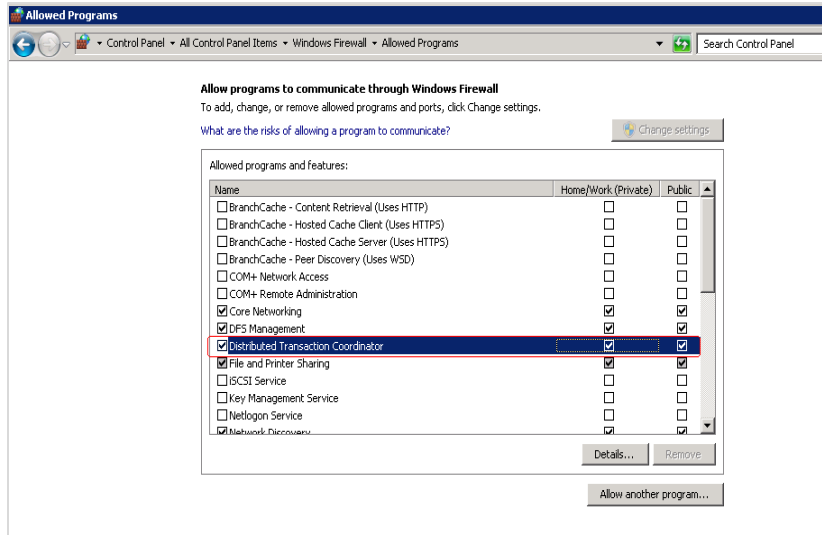 Allowed Programs
Control Panel All Control Panel Items Windows Firewall Allowed Programs Search Control Panel
Allow programs to communicate through Windows Firewall
To add, change, or remove allowed programs and ports, click Change settings.
What are the risks of allowing a program to communicate? Change settings
Allowed programs and features:
Name Home/Work (Private) Public
BranchCache - Content Retrieval (Uses HTTP)
BranchCache - Hosted Cache Client (Uses HTTPS)
BranchCache - Hosted Cache Server (Uses HTTPS)
BranchCache - Peer Discovery (Uses WSD)
COM+ Network Access
COM+ Remote Administration
Core Networking
DFS Management
Distributed Transaction Coordinator
File and Printer Sharing
iSCSI Service
Key Management Service
Netlogon Service
Network Discovery
Details... Remove
Allow another program...